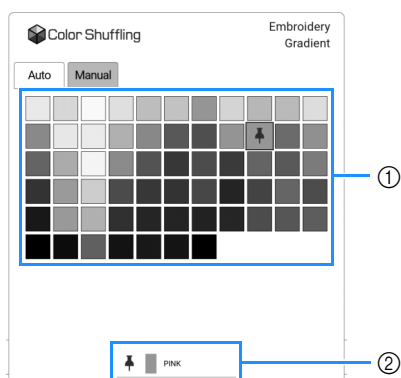 Color Shuffling
Embroidery
Gradient
Auto
Manual
①
PINK
②